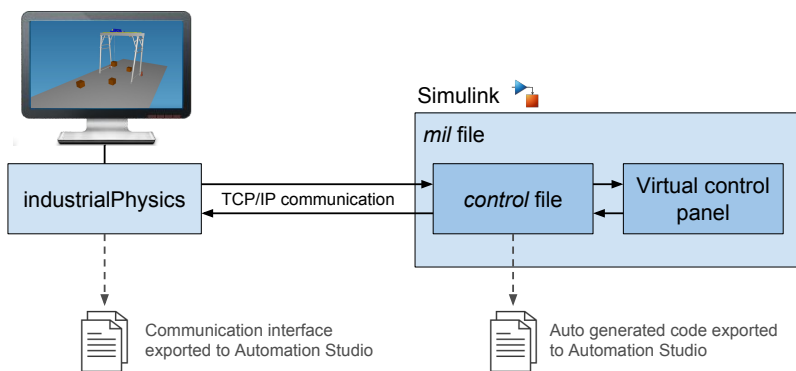 Simulink
mil file
industrialPhysics
TCP/IP communication
control file
Virtual control
panel
Communication interface
exported to Automation Studio
Auto generated code exported
to Automation Studio